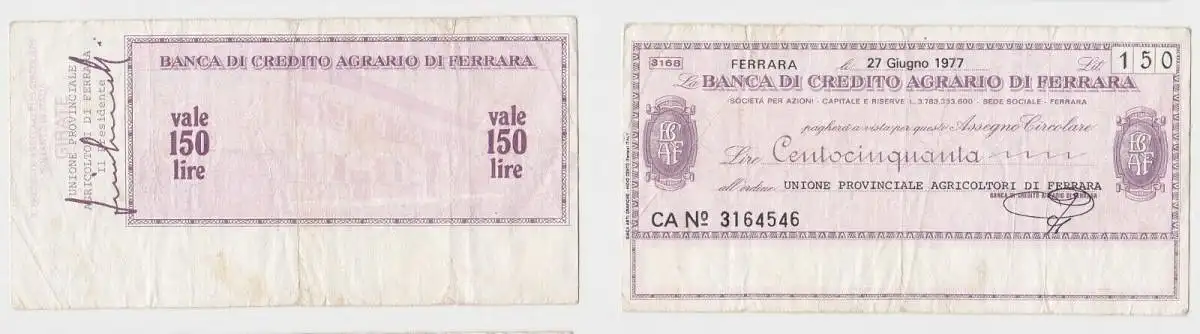 UNIONE PROVINCIALE
AGRICOLTORI DI FERRARA
Il Presidente
GIRATE
BANCA DI CREDITO AGRARIO DI FERRARA
vale
150
lire
vale
150
lire
3168 FERRARA li 27 Giugno 1977 Lit. 150
La BANCA DI CREDITO AGRARIO DI FERRARA
SOCIETÀ PER AZIONI - CAPITALE E RISERVE L. 3.783.333.600 - SEDE SOCIALE - FERRARA
pagherà a vista per questo Assegno Circolare
Lire Centocinquanta
all'ordine UNIONE PROVINCIALE AGRICOLTORI DI FERRARA
BANCA DI CREDITO AGRARIO DI FERRARA
CA Nº 3164546